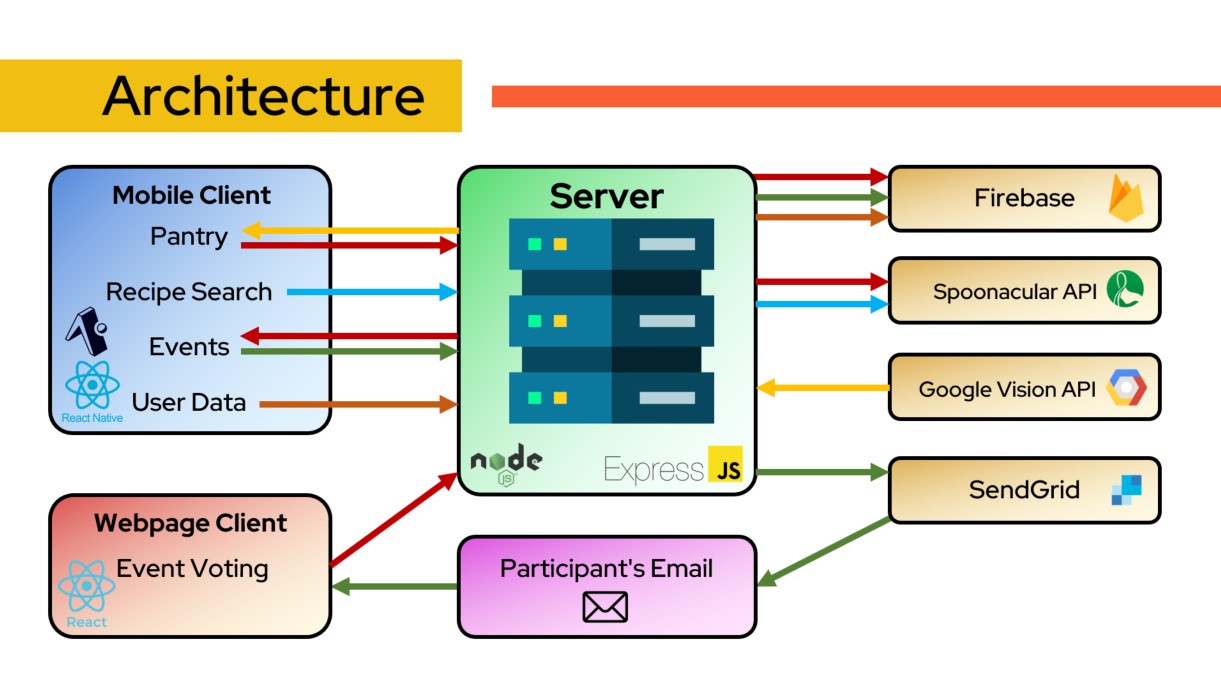 Architecture
Mobile Client
Pantry
Recipe Search
Events
User Data
React Native
Server
node
JS
Express
JS
Firebase
Spoonacular API
Google Vision API
SendGrid
Webpage Client
Event Voting
React
Participant's Email